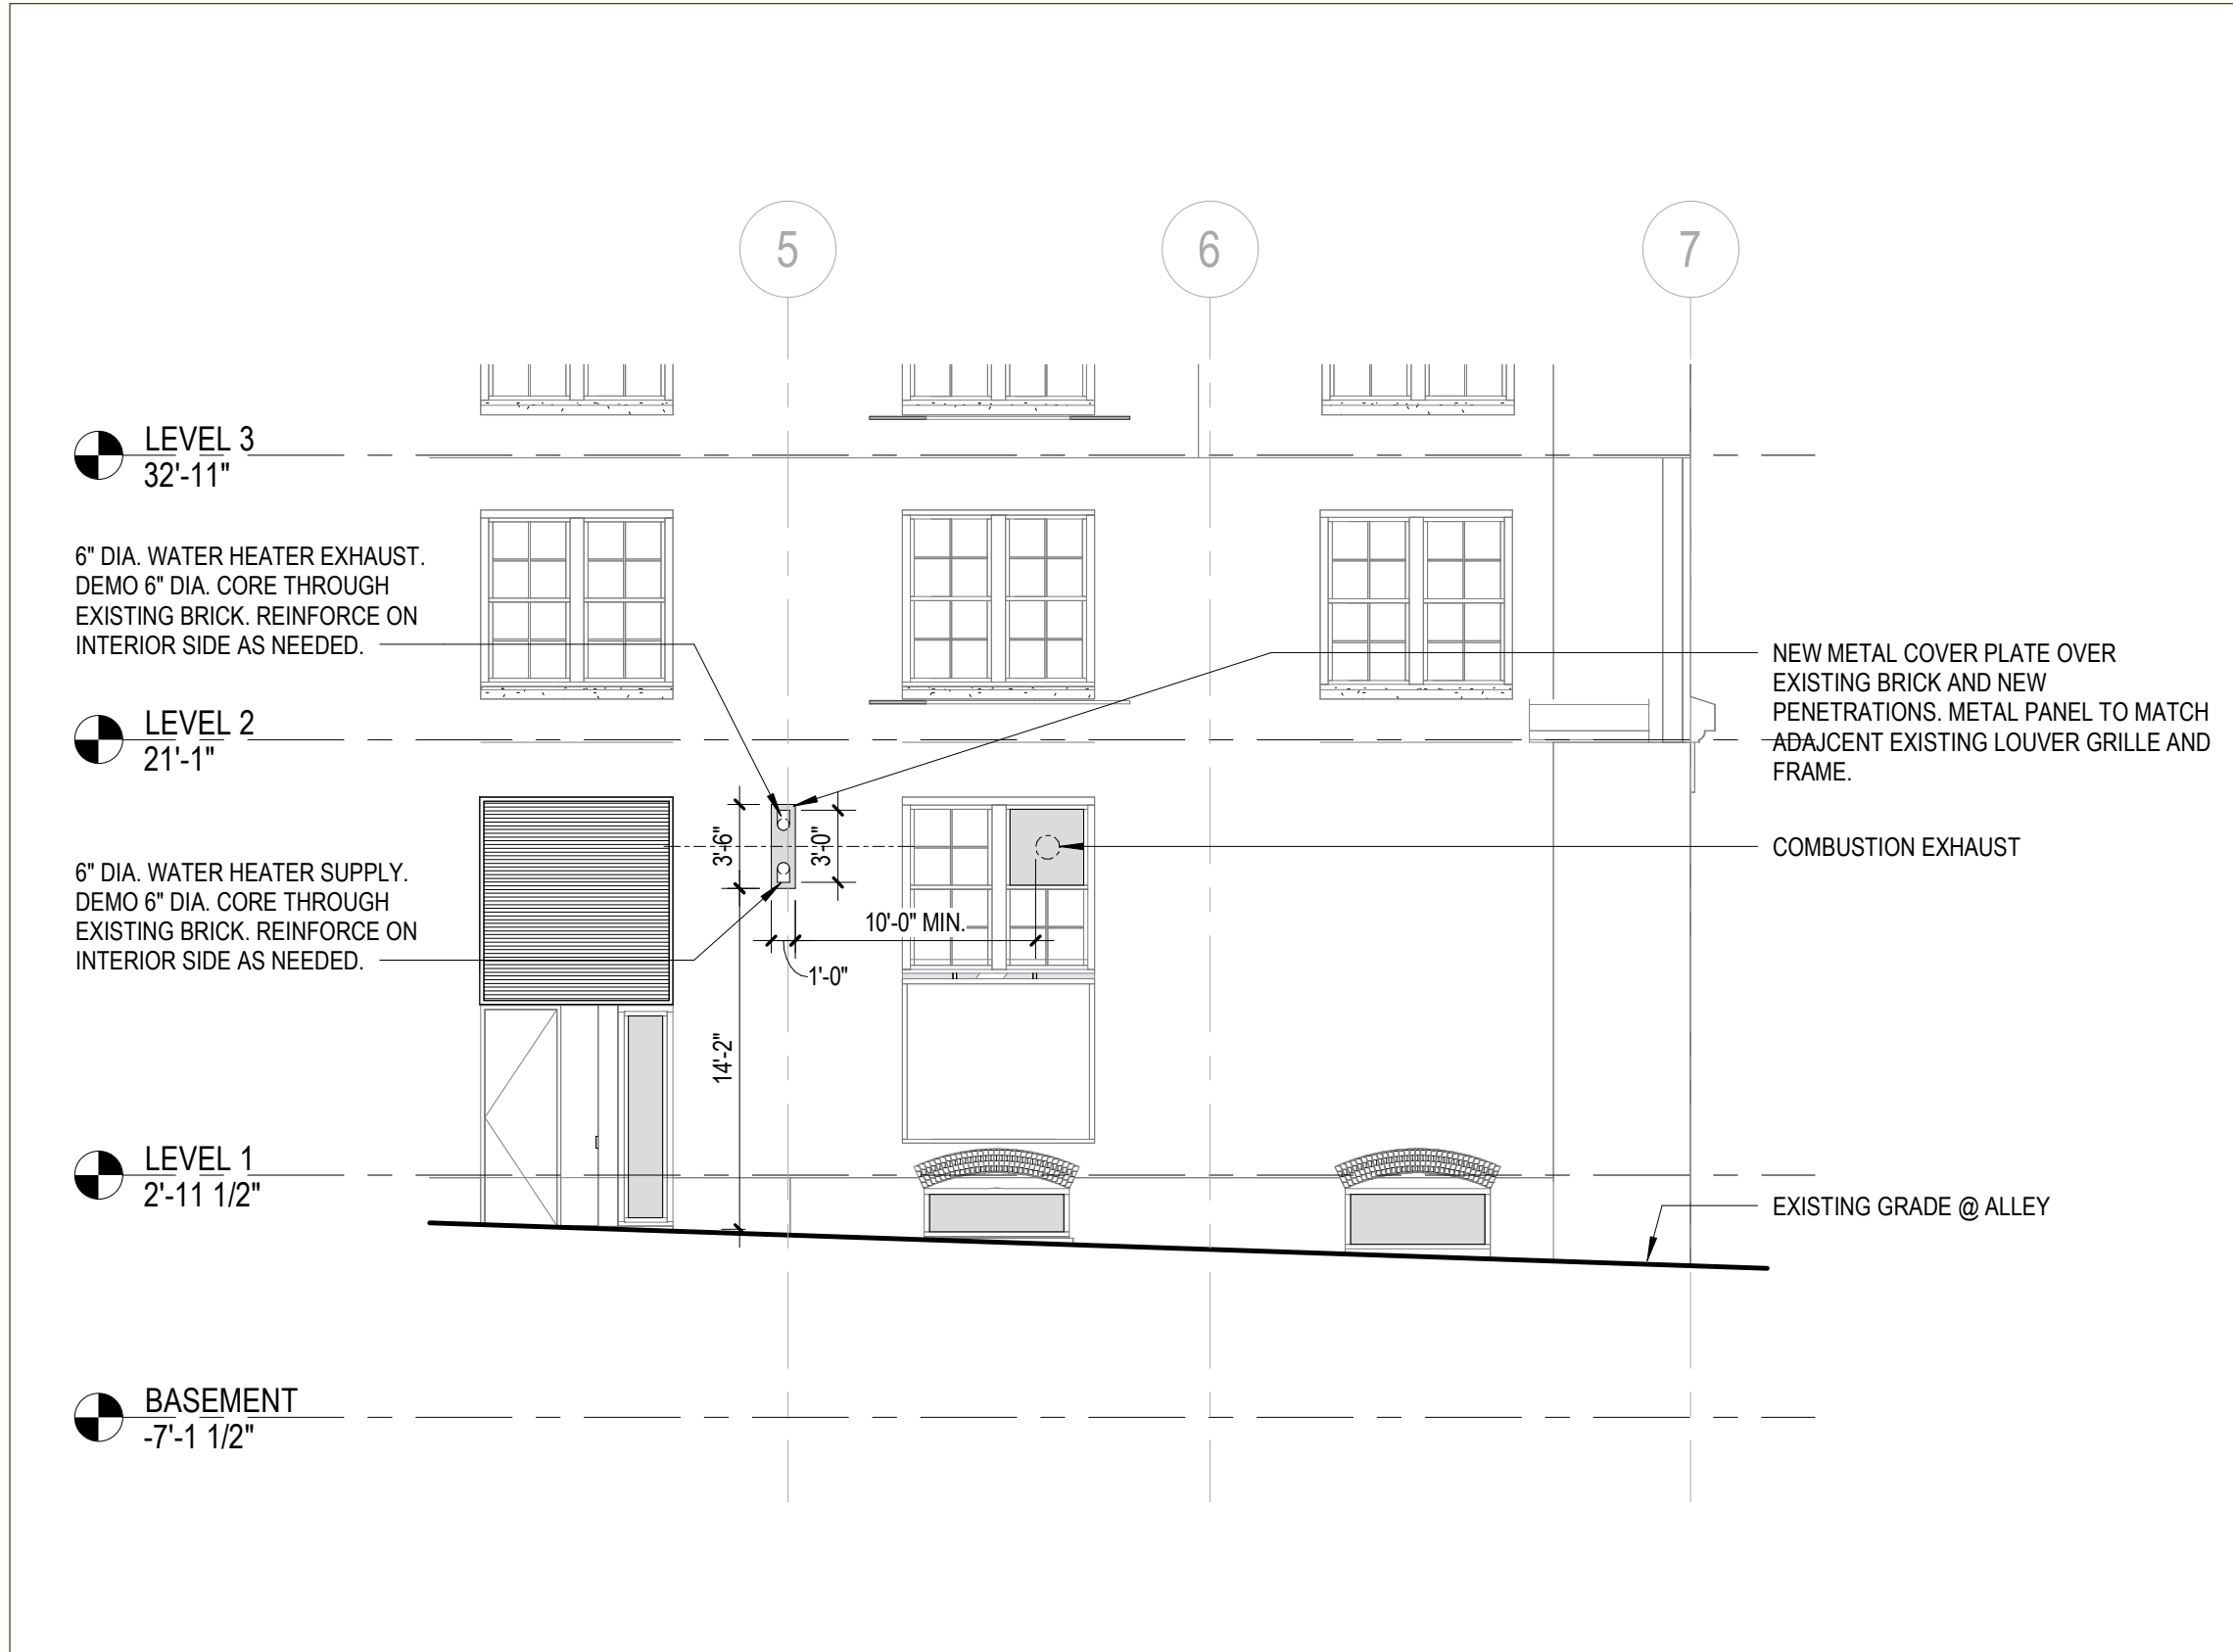 5
6
7
LEVEL 3
32'-11"
6" DIA. WATER HEATER EXHAUST.
DEMO 6" DIA. CORE THROUGH
EXISTING BRICK. REINFORCE ON
INTERIOR SIDE AS NEEDED.
NEW METAL COVER PLATE OVER
EXISTING BRICK AND NEW
PENETRATIONS. METAL PANEL TO MATCH
ADAJCENT EXISTING LOUVER GRILLE AND
FRAME.
LEVEL 2
21'-1"
3'-6"
3'-0"
COMBUSTION EXHAUST
6" DIA. WATER HEATER SUPPLY.
DEMO 6" DIA. CORE THROUGH
EXISTING BRICK. REINFORCE ON
INTERIOR SIDE AS NEEDED.
10'-0" MIN.
1'-0"
14'-2"
LEVEL 1
2'-11 1/2"
EXISTING GRADE @ ALLEY
BASEMENT
-7'-1 1/2"